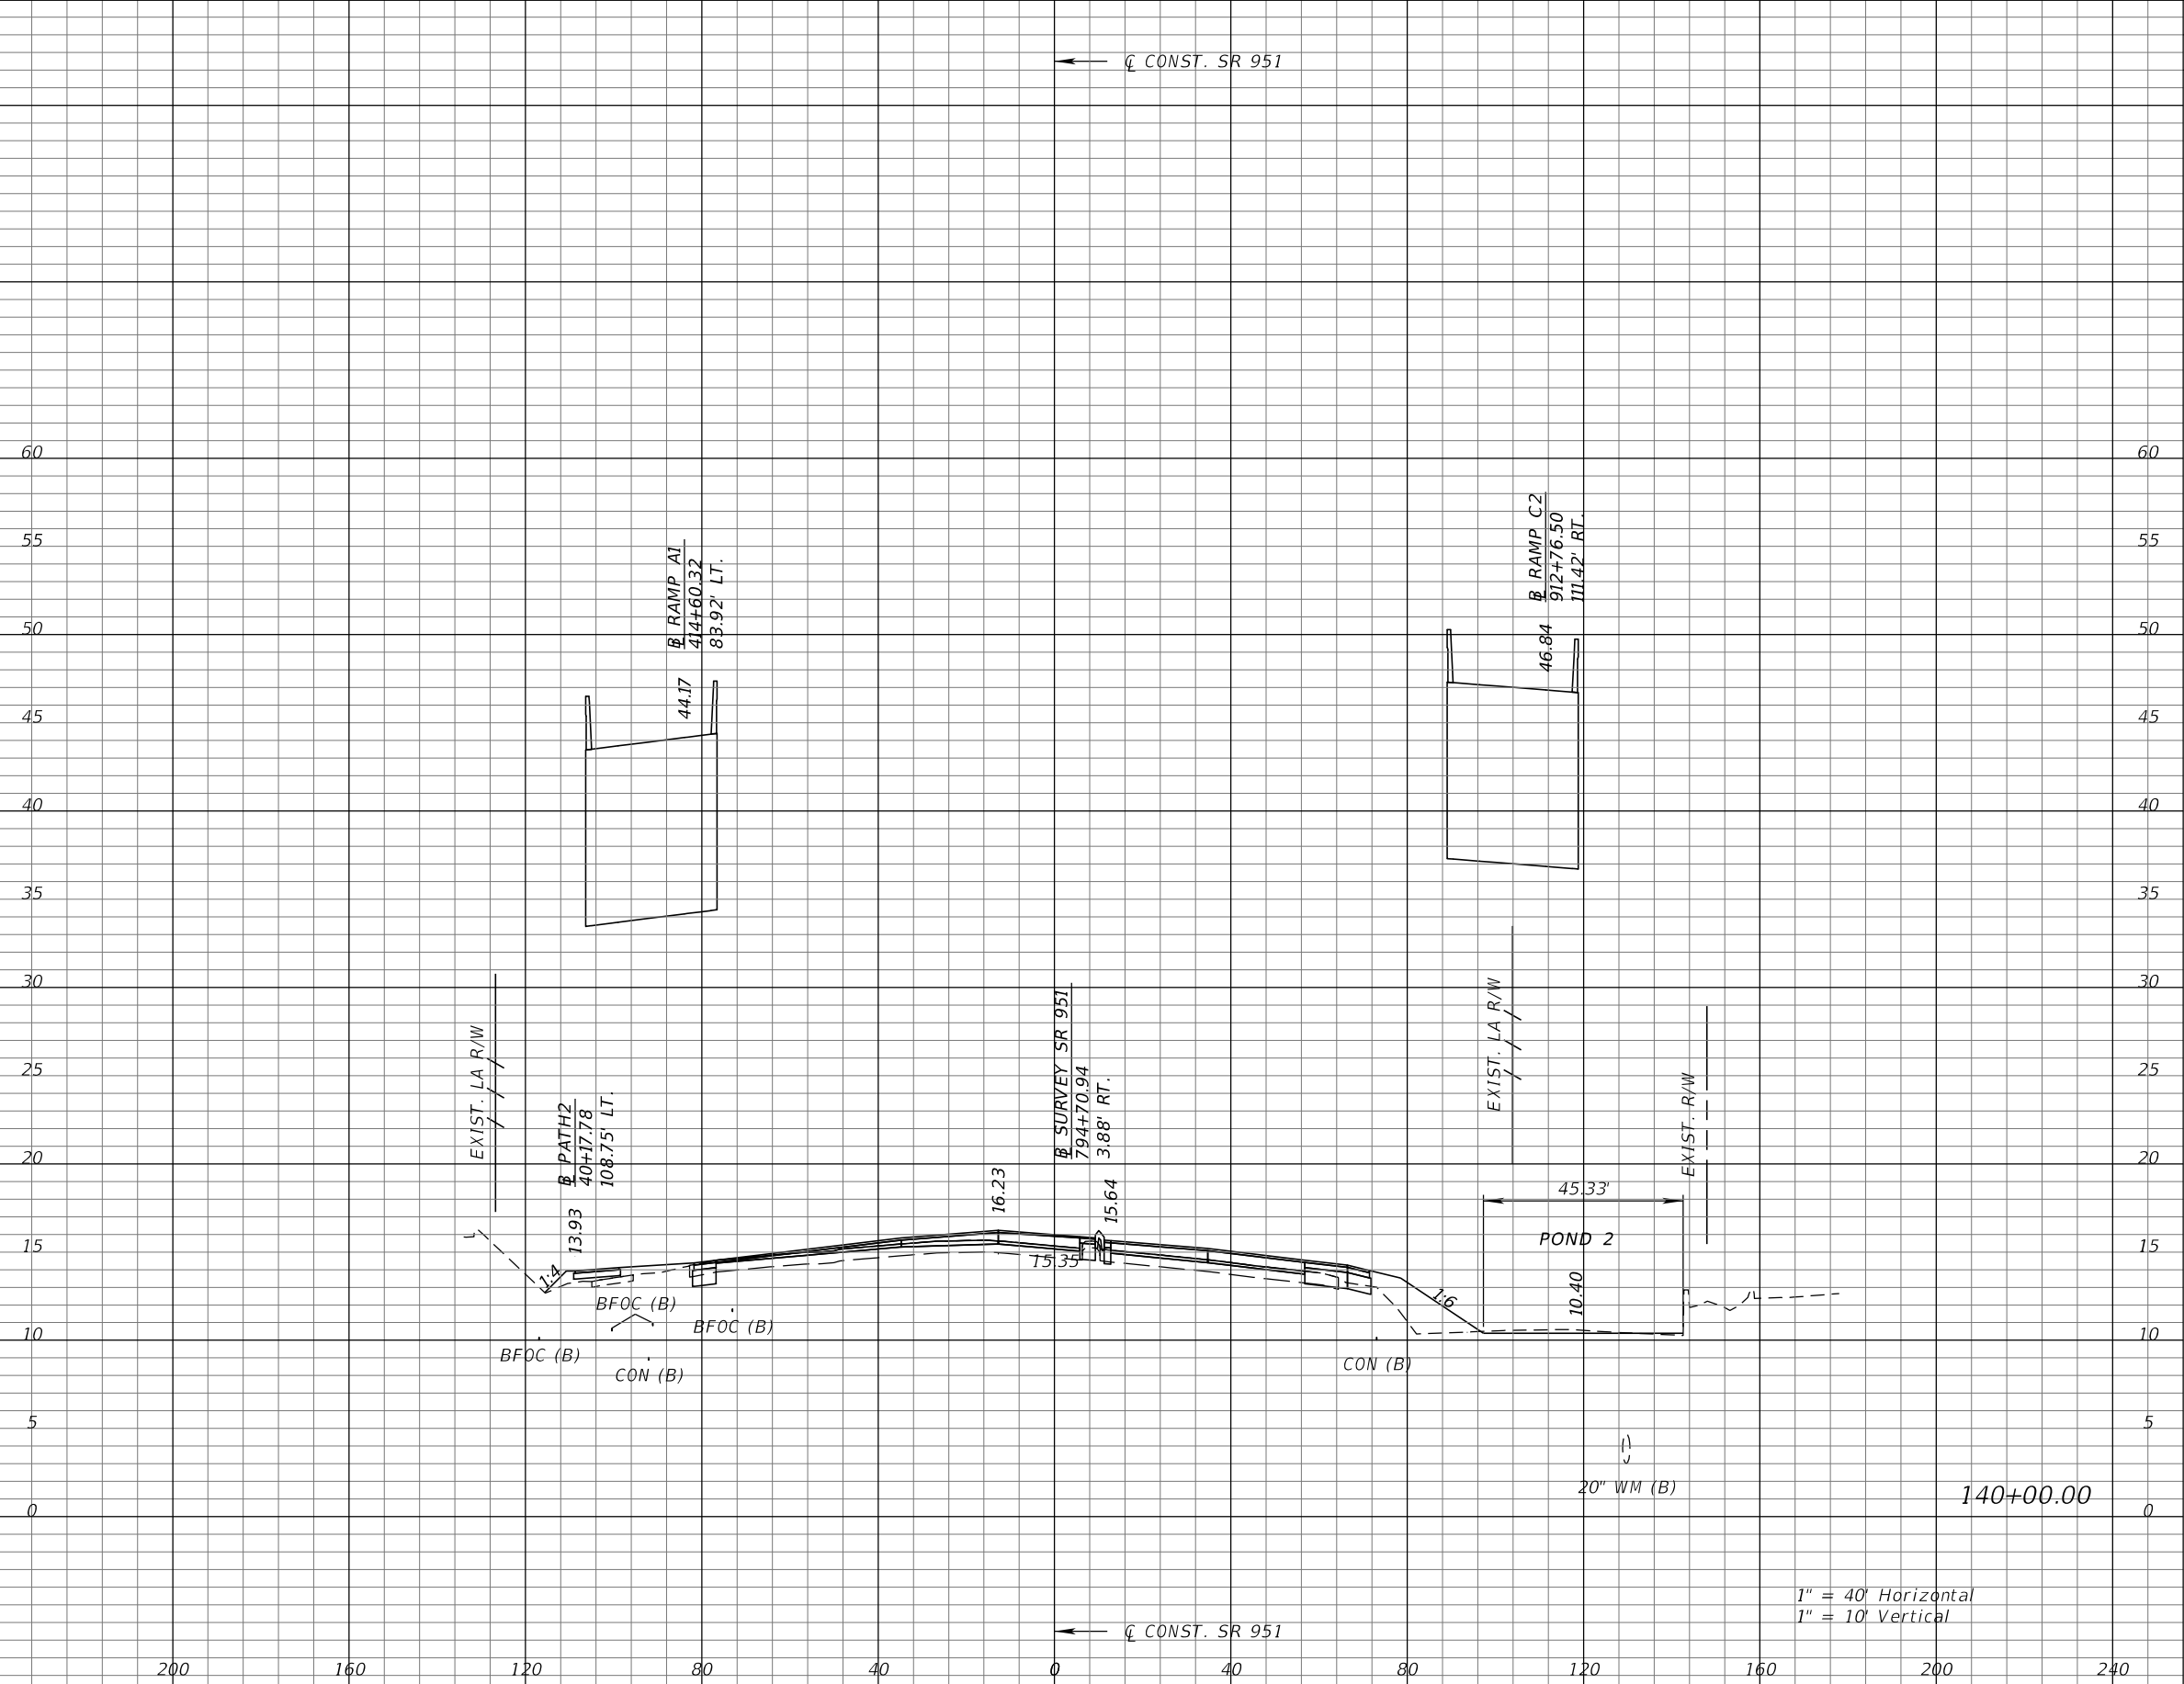 ℄ CONST. SR 951
60
60
55
55
50
50
45
45
40
40
35
35
30
30
25
25
20
20
15
15
10
10
5
5
0
0
℄ RAMP A1
414+60.32
83.92' LT.
44.17
℄ RAMP C2
912+76.50
111.42' RT.
46.84
EXIST. LA R/W
℄ PATH2
40+17.78
108.75' LT.
13.93
1:4
BFOC (B)
BFOC (B)
BFOC (B)
CON (B)
16.23
℄ SURVEY SR 951
794+70.94
3.88' RT.
15.64
15.35
EXIST. LA R/W
EXIST. R/W
45.33'
POND 2
10.40
1:6
CON (B)
20" WM (B)
140+00.00
1" = 40' Horizontal
1" = 10' Vertical
℄ CONST. SR 951
200
160
120
80
40
0
40
80
120
160
200
240